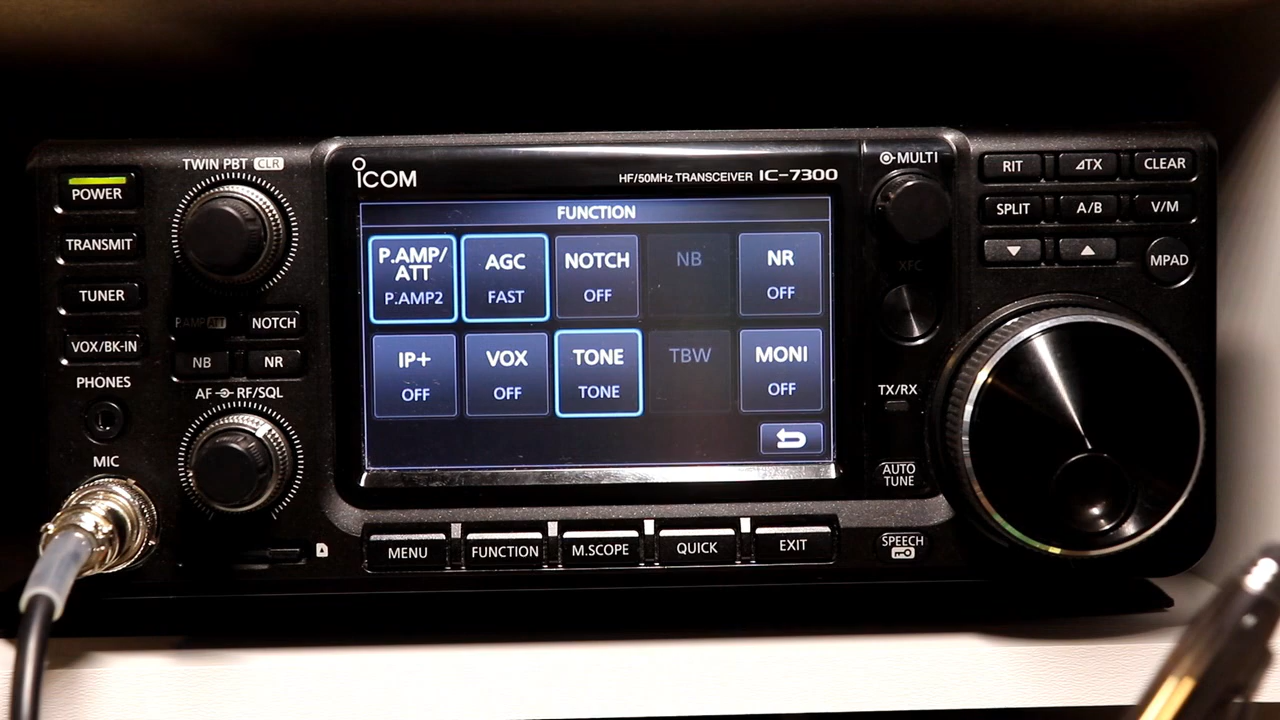 TWIN PBT CLR
POWER
TRANSMIT
TUNER
VOX/BK-IN
P.AMP ATT
NOTCH
NB
NR
PHONES
AF RF/SQL
MIC
ICOM
HF/50MHz TRANSCEIVER IC-7300
FUNCTION
P.AMP/
ATT
P.AMP2
AGC
FAST
NOTCH
OFF
NB
NR
OFF
IP+
OFF
VOX
OFF
TONE
TONE
TBW
MONI
OFF
MENU
FUNCTION
M.SCOPE
QUICK
EXIT
MULTI
XFC
TX/RX
AUTO
TUNE
SPEECH
RIT
⊿TX
CLEAR
SPLIT
A/B
V/M
▼
▲
MPAD